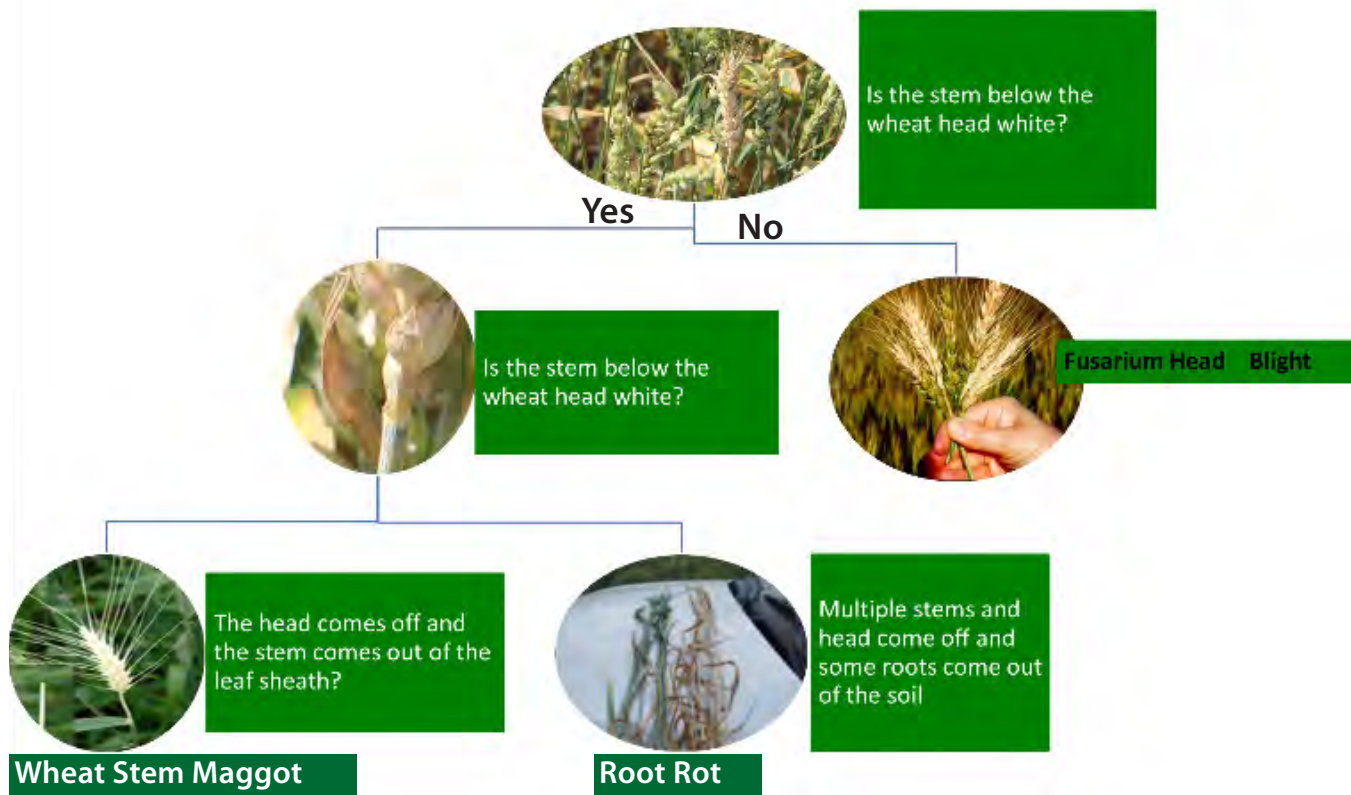 Is the stem below the
wheat head white?
Yes
No
Is the stem below the
wheat head white?
Fusarium Head Blight
The head comes off and
the stem comes out of the
leaf sheath?
Multiple stems and
head come off and
some roots come out
of the soil
Wheat Stem Maggot
Root Rot